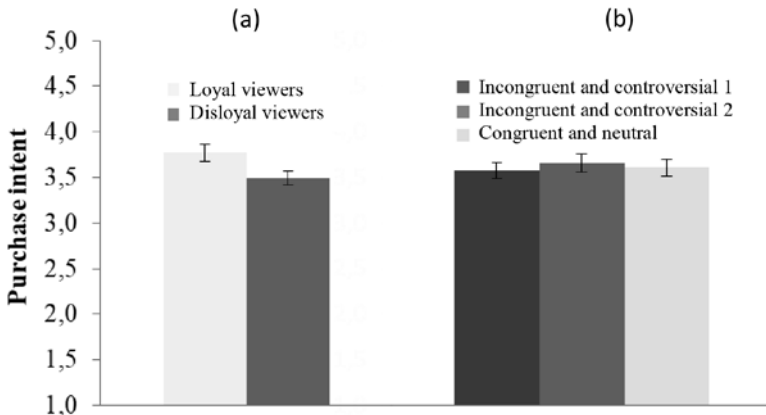 (a) (b)
Purchase intent
5,0
4,5
4,0
3,5
3,0
2,5
2,0
1,5
1,0
Loyal viewers
Disloyal viewers
Incongruent and controversial 1
Incongruent and controversial 2
Congruent and neutral